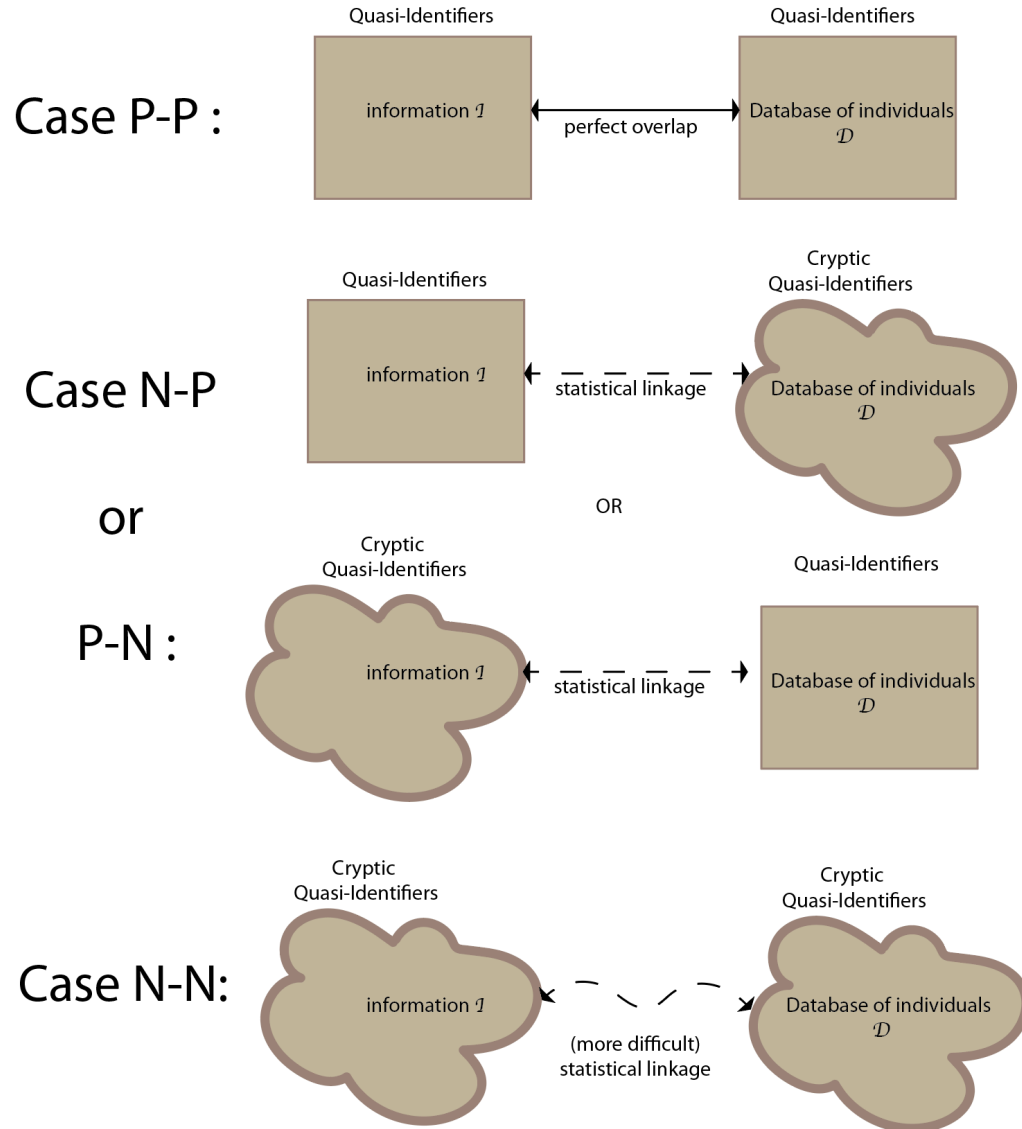 Quasi-Identifiers
Quasi-Identifiers
Case P-P :
information ℐ
perfect overlap
Database of individuals
𝒟
Cryptic
Quasi-Identifiers
Quasi-Identifiers
Case N-P
information ℐ
statistical linkage
Database of individuals
𝒟
or
OR
Cryptic
Quasi-Identifiers
Quasi-Identifiers
P-N :
information ℐ
statistical linkage
Database of individuals
𝒟
Cryptic
Quasi-Identifiers
Cryptic
Quasi-Identifiers
Case N-N:
information ℐ
(more difficult)
statistical linkage
Database of individuals
𝒟